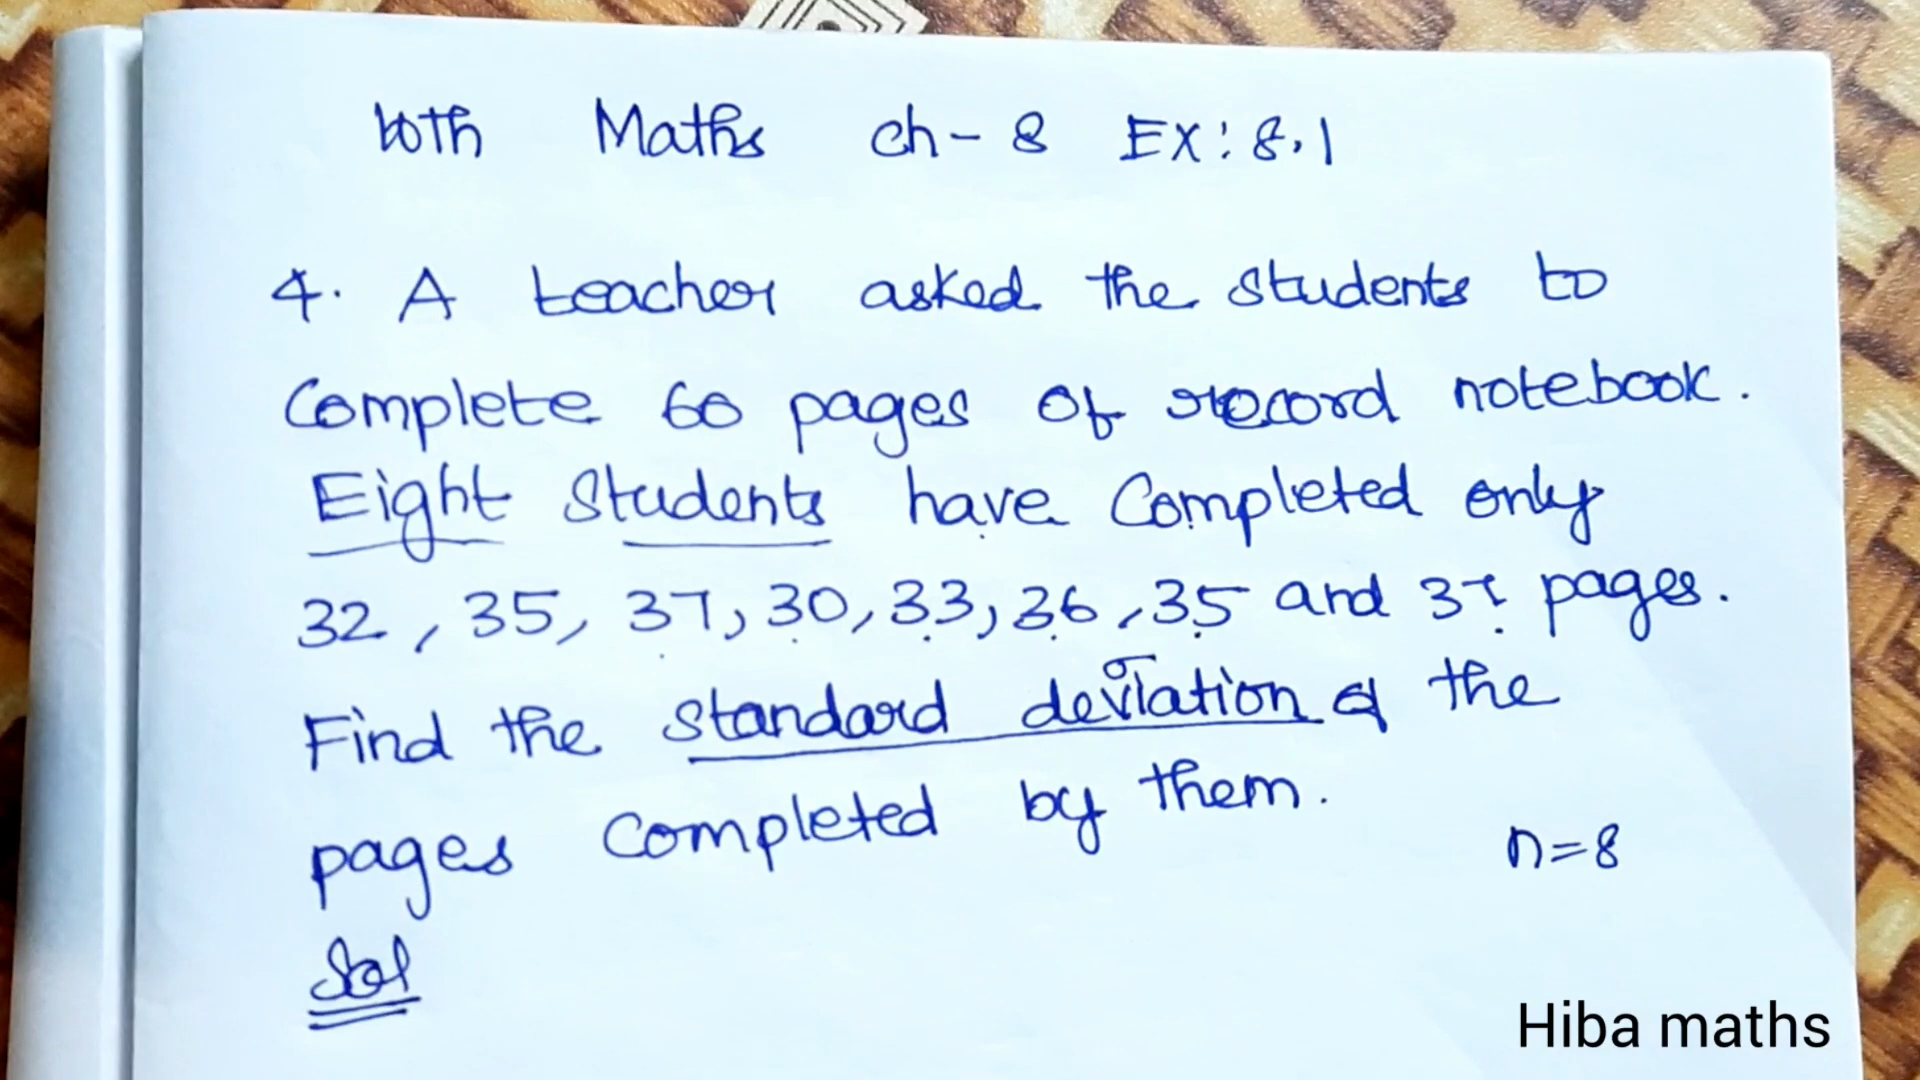 10th Maths ch-8 EX: 8.1
4. A teacher asked the students to
Complete 60 pages of record notebook.
Eight Students have Completed only
32, 35, 37, 30, 33, 36, 35 and 37 pages.
σ
Find the standard deviation of the
pages Completed by them.
n=8
Sol
Hiba maths